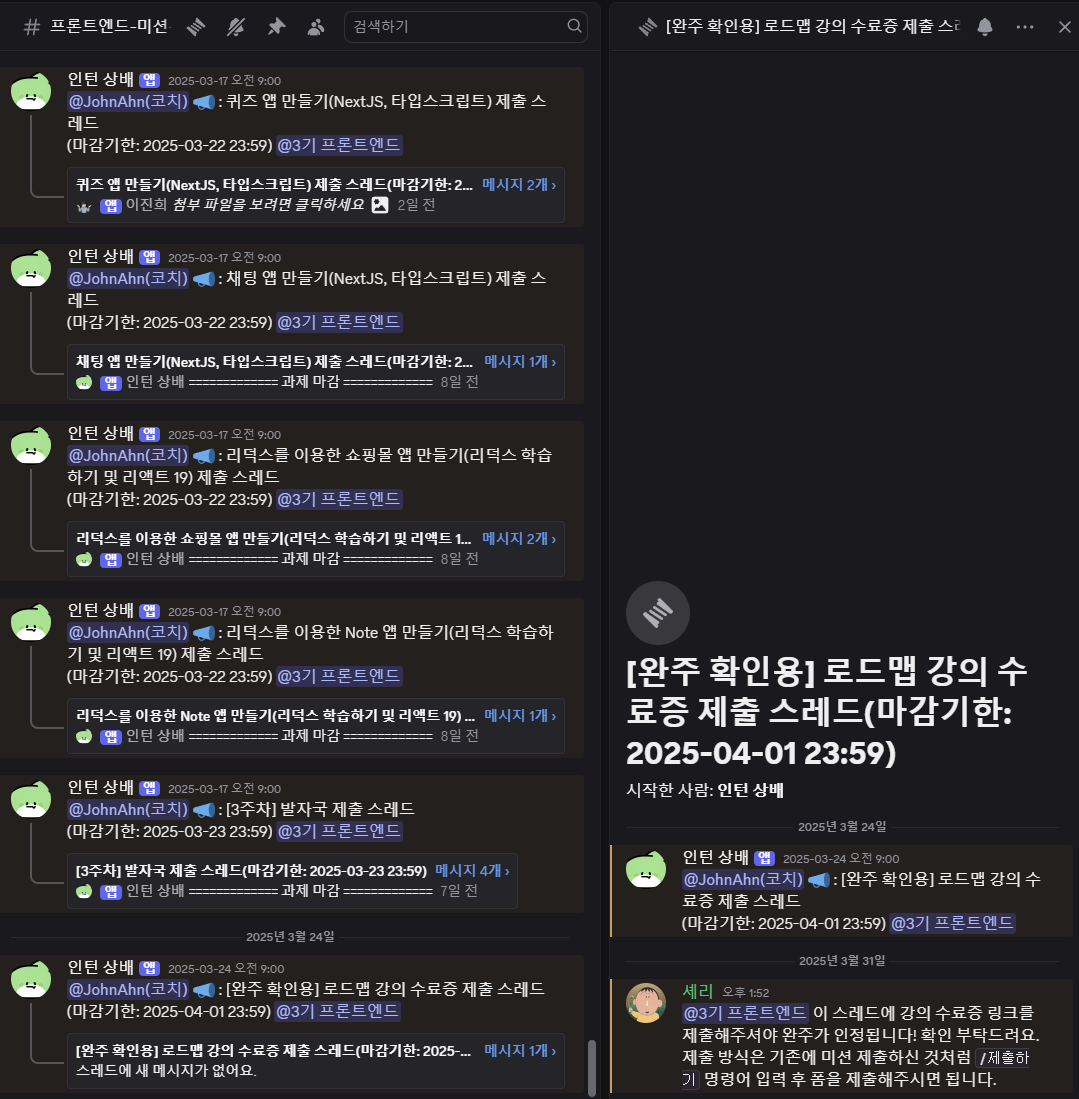 # 프론트엔드-미션
검색하기
인턴 상배 앱 2025-03-17 오전 9:00
@JohnAhn(코치) 📣 : 퀴즈 앱 만들기(NextJS, 타입스크립트) 제출 스
레드
(마감기한: 2025-03-22 23:59) @3기 프론트엔드
퀴즈 앱 만들기(NextJS, 타입스크립트) 제출 스레드(마감기한: 2... 메시지 2개 ›
앱 이진희 첨부 파일을 보려면 클릭하세요 2일 전
인턴 상배 앱 2025-03-17 오전 9:00
@JohnAhn(코치) 📣 : 채팅 앱 만들기(NextJS, 타입스크립트) 제출 스
레드
(마감기한: 2025-03-22 23:59) @3기 프론트엔드
채팅 앱 만들기(NextJS, 타입스크립트) 제출 스레드(마감기한: 2... 메시지 1개 ›
앱 인턴 상배 ============= 과제 마감 ============= 8일 전
인턴 상배 앱 2025-03-17 오전 9:00
@JohnAhn(코치) 📣 : 리덕스를 이용한 쇼핑몰 앱 만들기(리덕스 학습
하기 및 리액트 19) 제출 스레드
(마감기한: 2025-03-22 23:59) @3기 프론트엔드
리덕스를 이용한 쇼핑몰 앱 만들기(리덕스 학습하기 및 리액트 1... 메시지 2개 ›
앱 인턴 상배 ============= 과제 마감 ============= 8일 전
인턴 상배 앱 2025-03-17 오전 9:00
@JohnAhn(코치) 📣 : 리덕스를 이용한 Note 앱 만들기(리덕스 학습하
기 및 리액트 19) 제출 스레드
(마감기한: 2025-03-22 23:59) @3기 프론트엔드
리덕스를 이용한 Note 앱 만들기(리덕스 학습하기 및 리액트 19) ... 메시지 1개 ›
앱 인턴 상배 ============= 과제 마감 ============= 8일 전
인턴 상배 앱 2025-03-17 오전 9:00
@JohnAhn(코치) 📣 : [3주차] 발자국 제출 스레드
(마감기한: 2025-03-23 23:59) @3기 프론트엔드
[3주차] 발자국 제출 스레드(마감기한: 2025-03-23 23:59) 메시지 4개 ›
앱 인턴 상배 ============= 과제 마감 ============= 7일 전
2025년 3월 24일
인턴 상배 앱 2025-03-24 오전 9:00
@JohnAhn(코치) 📣 : [완주 확인용] 로드맵 강의 수료증 제출 스레드
(마감기한: 2025-04-01 23:59) @3기 프론트엔드
[완주 확인용] 로드맵 강의 수료증 제출 스레드(마감기한: 2025-... 메시지 1개 ›
스레드에 새 메시지가 없어요.
[완주 확인용] 로드맵 강의 수료증 제출 스
[완주 확인용] 로드맵 강의 수
료증 제출 스레드(마감기한:
2025-04-01 23:59)
시작한 사람: 인턴 상배
2025년 3월 24일
인턴 상배 앱 2025-03-24 오전 9:00
@JohnAhn(코치) 📣 : [완주 확인용] 로드맵 강의 수
료증 제출 스레드
(마감기한: 2025-04-01 23:59) @3기 프론트엔드
2025년 3월 31일
셰리 오후 1:52
@3기 프론트엔드 이 스레드에 강의 수료증 링크를
제출해주셔야 완주가 인정됩니다! 확인 부탁드려요.
제출 방식은 기존에 미션 제출하신 것처럼 /제출하
기 명령어 입력 후 폼을 제출해주시면 됩니다.